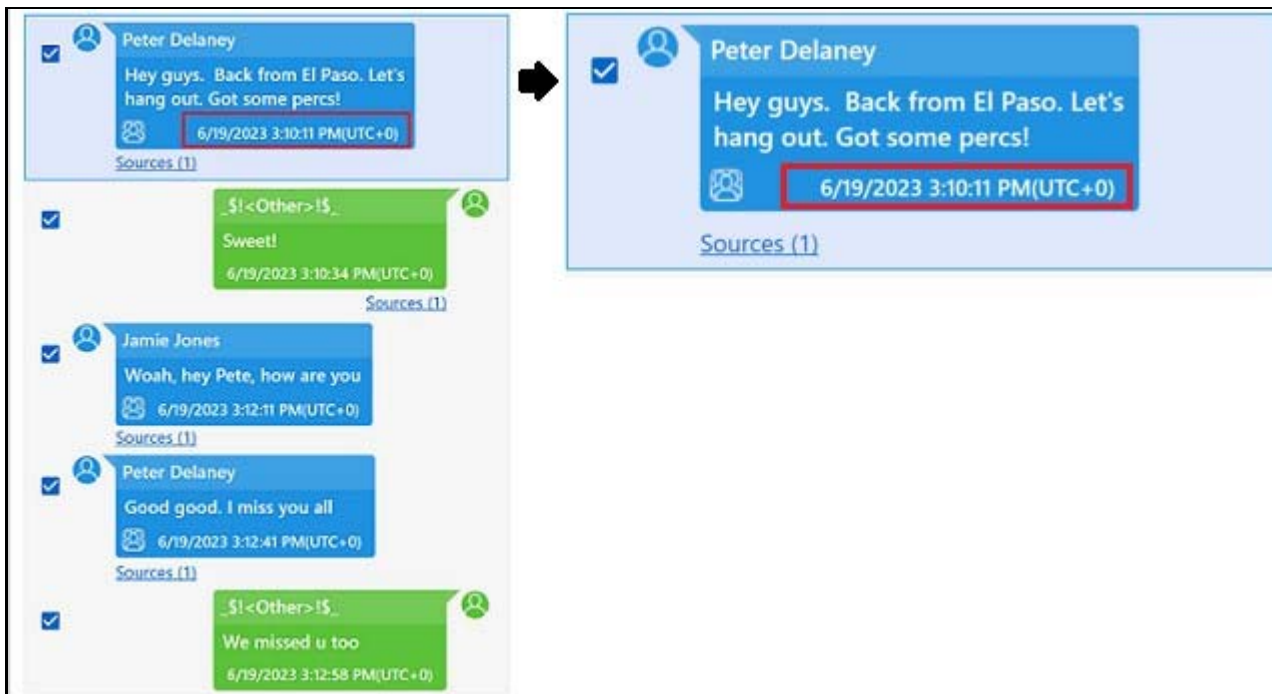 Peter Delaney
Hey guys.  Back from El Paso. Let's
hang out. Got some percs!
6/19/2023 3:10:11 PM(UTC+0)
Sources (1)
_$!<Other>!$_
Sweet!
6/19/2023 3:10:34 PM(UTC+0)
Sources (1)
Jamie Jones
Woah, hey Pete, how are you
6/19/2023 3:12:11 PM(UTC+0)
Sources (1)
Peter Delaney
Good good. I miss you all
6/19/2023 3:12:41 PM(UTC+0)
Sources (1)
_$!<Other>!$_
We missed u too
6/19/2023 3:12:58 PM(UTC+0)
Peter Delaney
Hey guys.  Back from El Paso. Let's
hang out. Got some percs!
6/19/2023 3:10:11 PM(UTC+0)
Sources (1)